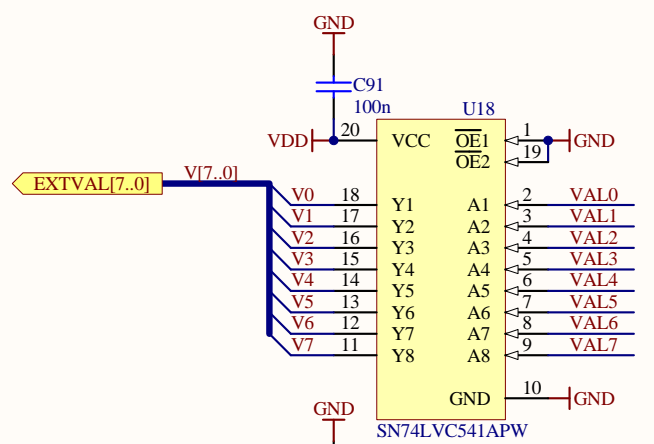 GND
C91
100n
U18
VDD 20 VCC OE1 1 GND
OE2 19
EXTVAL[7..0] V[7..0]
V0 18 Y1 A1 2 VAL0
V1 17 Y2 A2 3 VAL1
V2 16 Y3 A3 4 VAL2
V3 15 Y4 A4 5 VAL3
V4 14 Y5 A5 6 VAL4
V5 13 Y6 A6 7 VAL5
V6 12 Y7 A7 8 VAL6
V7 11 Y8 A8 9 VAL7
GND 10 GND
GND
SN74LVC541APW